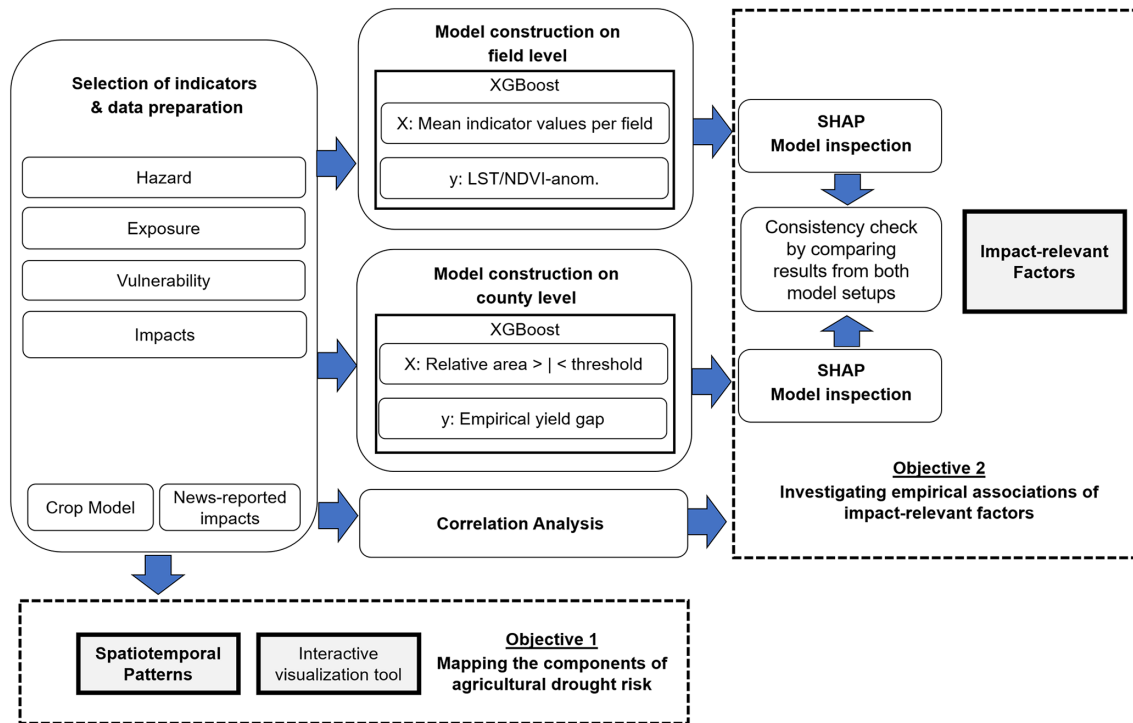 Selection of indicators
& data preparation
Hazard
Exposure
Vulnerability
Impacts
Crop Model
News-reported
impacts
Model construction on
field level
XGBoost
X: Mean indicator values per field
y: LST/NDVI-anom.
Model construction on
county level
XGBoost
X: Relative area > | < threshold
y: Empirical yield gap
Correlation Analysis
SHAP
Model inspection
Consistency check
by comparing
results from both
model setups
SHAP
Model inspection
Impact-relevant
Factors
Objective 2
Investigating empirical associations of
impact-relevant factors
Spatiotemporal
Patterns
Interactive
visualization tool
Objective 1
Mapping the components of
agricultural drought risk